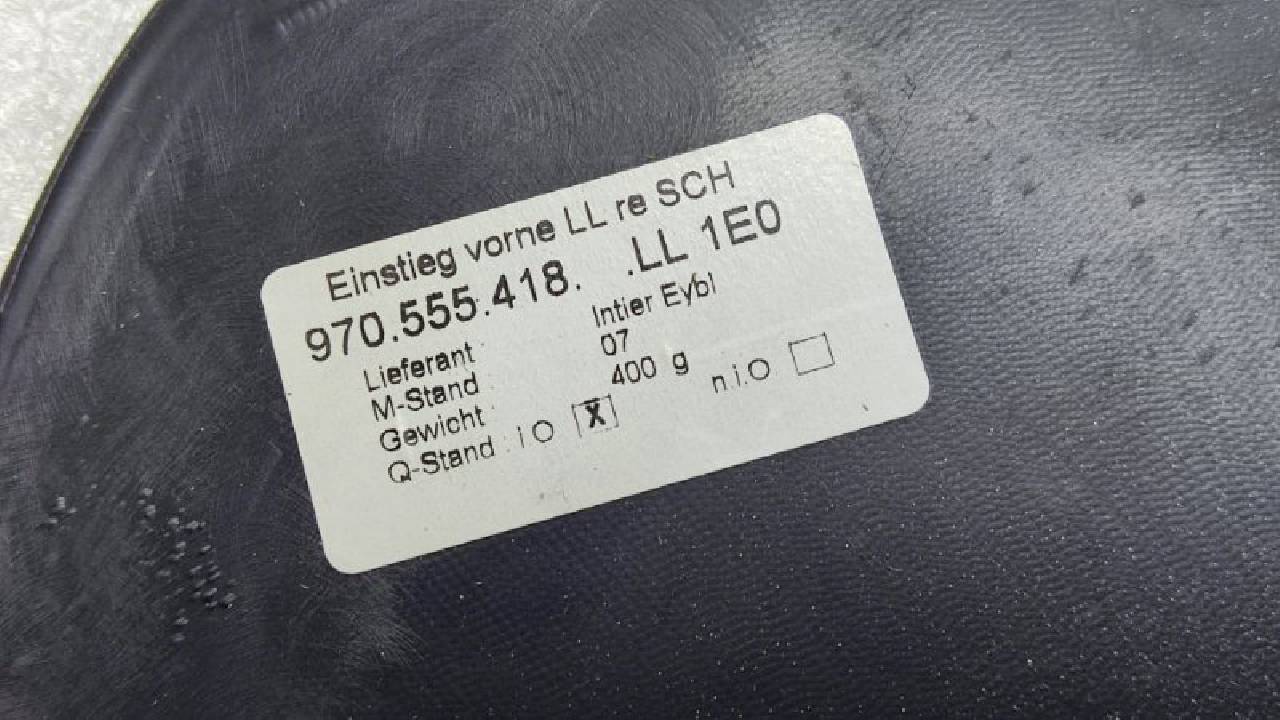 Einstieg vorne LL re SCH
970.555.418. .LL 1E0
Lieferant : Intier Eybl
M-Stand : 07
Gewicht : 400 g
Q-Stand : i O [X] n.i.O [ ]